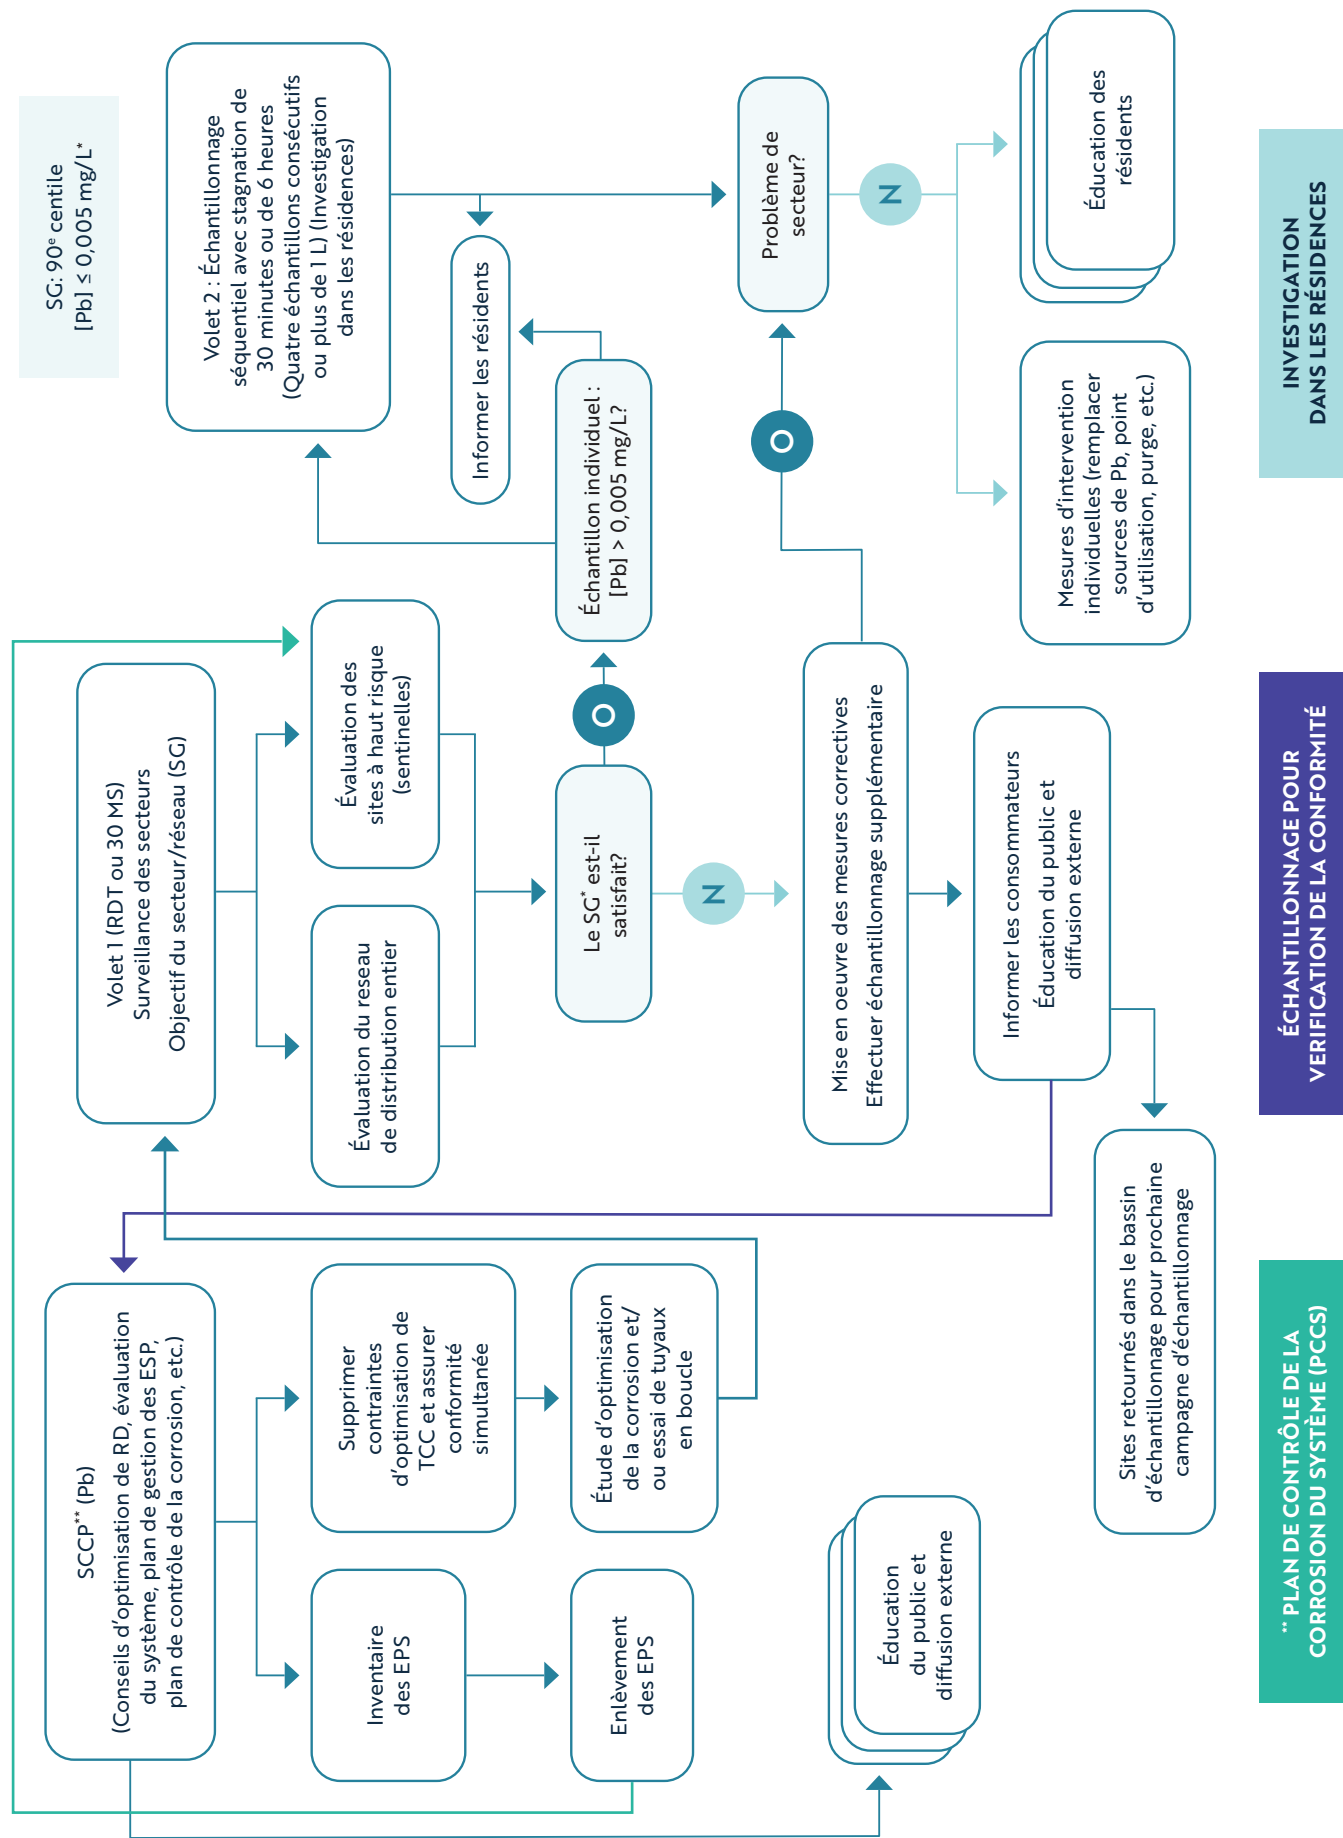 SCCP** (Pb)
(Conseils d'optimisation de RD, évaluation
du système, plan de gestion des ESP,
plan de contrôle de la corrosion, etc.)
Inventaire
des EPS
Enlèvement
des EPS
Supprimer
contraintes
d'optimisation de
TCC et assurer
conformité
simultanée
Étude d'optimisation
de la corrosion et/
ou essai de tuyaux
en boucle
Éducation
du public et
diffusion externe
** PLAN DE CONTRÔLE DE LA
CORROSION DU SYSTÈME (PCCS)
Volet 1 (RDT ou 30 MS)
Surveillance des secteurs
Objectif du secteur/réseau (SG)
Évaluation du reseau
de distribution entier
Évaluation des
sites à haut risque
(sentinelles)
Le SG* est-il
satisfait?
N
O
Mise en oeuvre des mesures correctives
Effectuer échantillonnage supplémentaire
Informer les consommateurs
Éducation du public et
diffusion externe
Sites retournés dans le bassin
d'échantillonnage pour prochaine
campagne d'échantillonnage
ÉCHANTILLONNAGE POUR
VERIFICATION DE LA CONFORMITÉ
SG: 90e centile
[Pb] ≤ 0,005 mg/L*
Volet 2 : Échantillonnage
séquentiel avec stagnation de
30 minutes ou de 6 heures
(Quatre échantillons consécutifs
ou plus de 1 L) (Investigation
dans les résidences)
Informer les résidents
Échantillon individuel :
[Pb] > 0,005 mg/L?
O
Problème de
secteur?
N
Mesures d'intervention
individuelles (remplacer
sources de Pb, point
d'utilisation, purge, etc.)
Éducation des
résidents
INVESTIGATION
DANS LES RÉSIDENCES